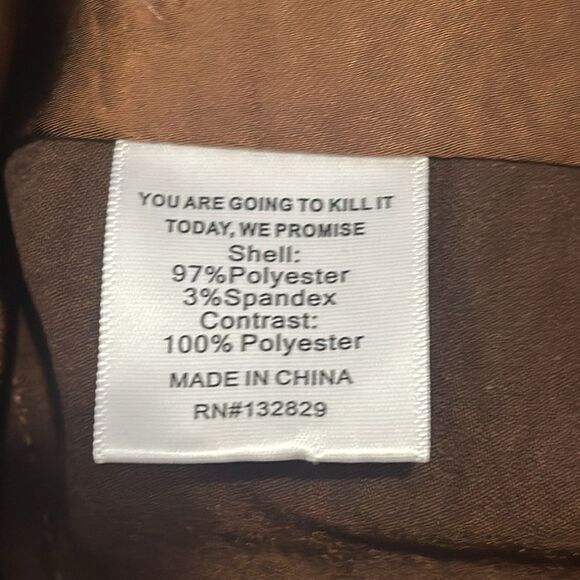 YOU ARE GOING TO KILL IT
TODAY, WE PROMISE
Shell:
97%Polyester
3%Spandex
Contrast:
100% Polyester
MADE IN CHINA
RN#132829